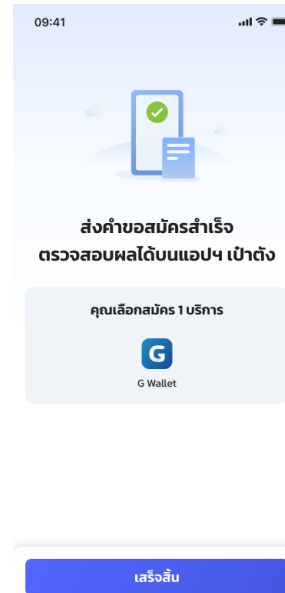 09:41
ส่งคำขอสมัครสำเร็จ
ตรวจสอบผลได้บนแอปฯ เป๋าตัง
คุณเลือกสมัคร 1 บริการ
G
G Wallet
เสร็จสิ้น